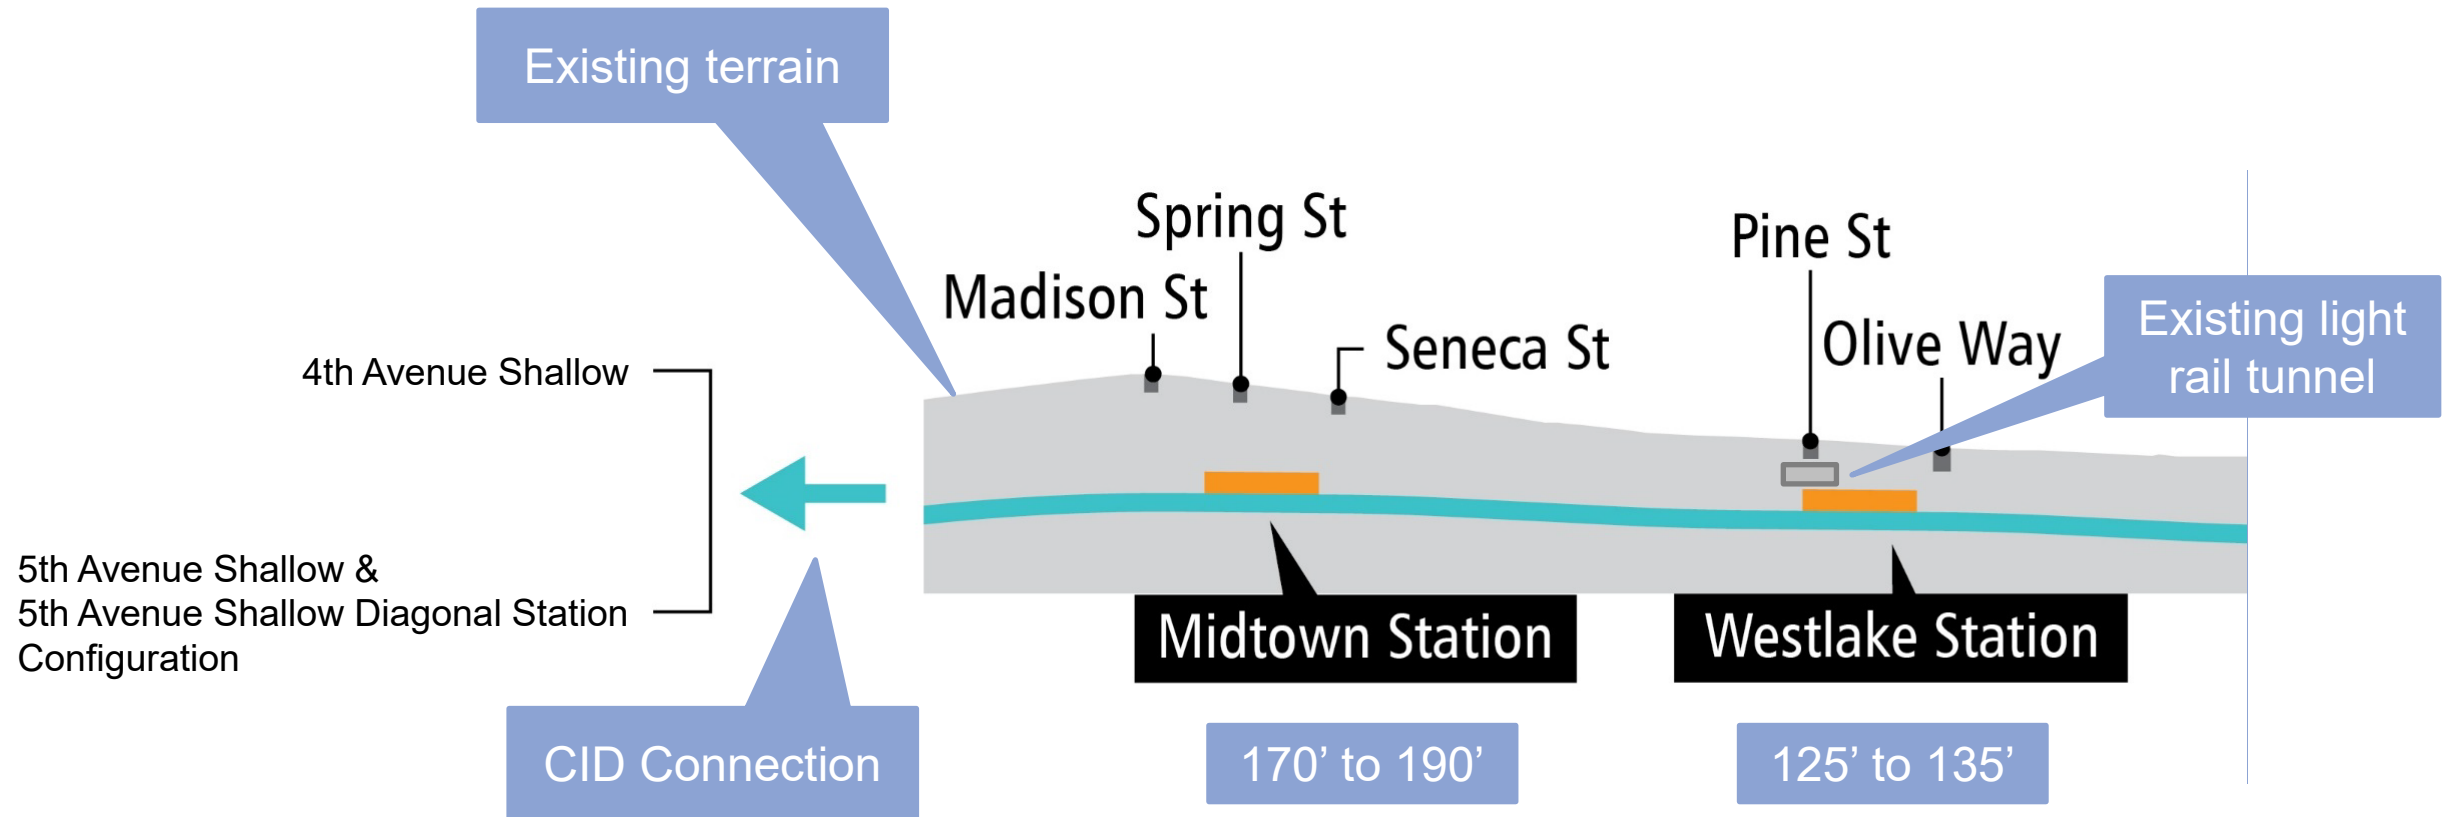 Existing terrain
Spring St
Madison St
Seneca St
Pine St
Olive Way
Existing light
rail tunnel
4th Avenue Shallow
5th Avenue Shallow &
5th Avenue Shallow Diagonal Station
Configuration
CID Connection
Midtown Station
Westlake Station
170’ to 190’
125’ to 135’